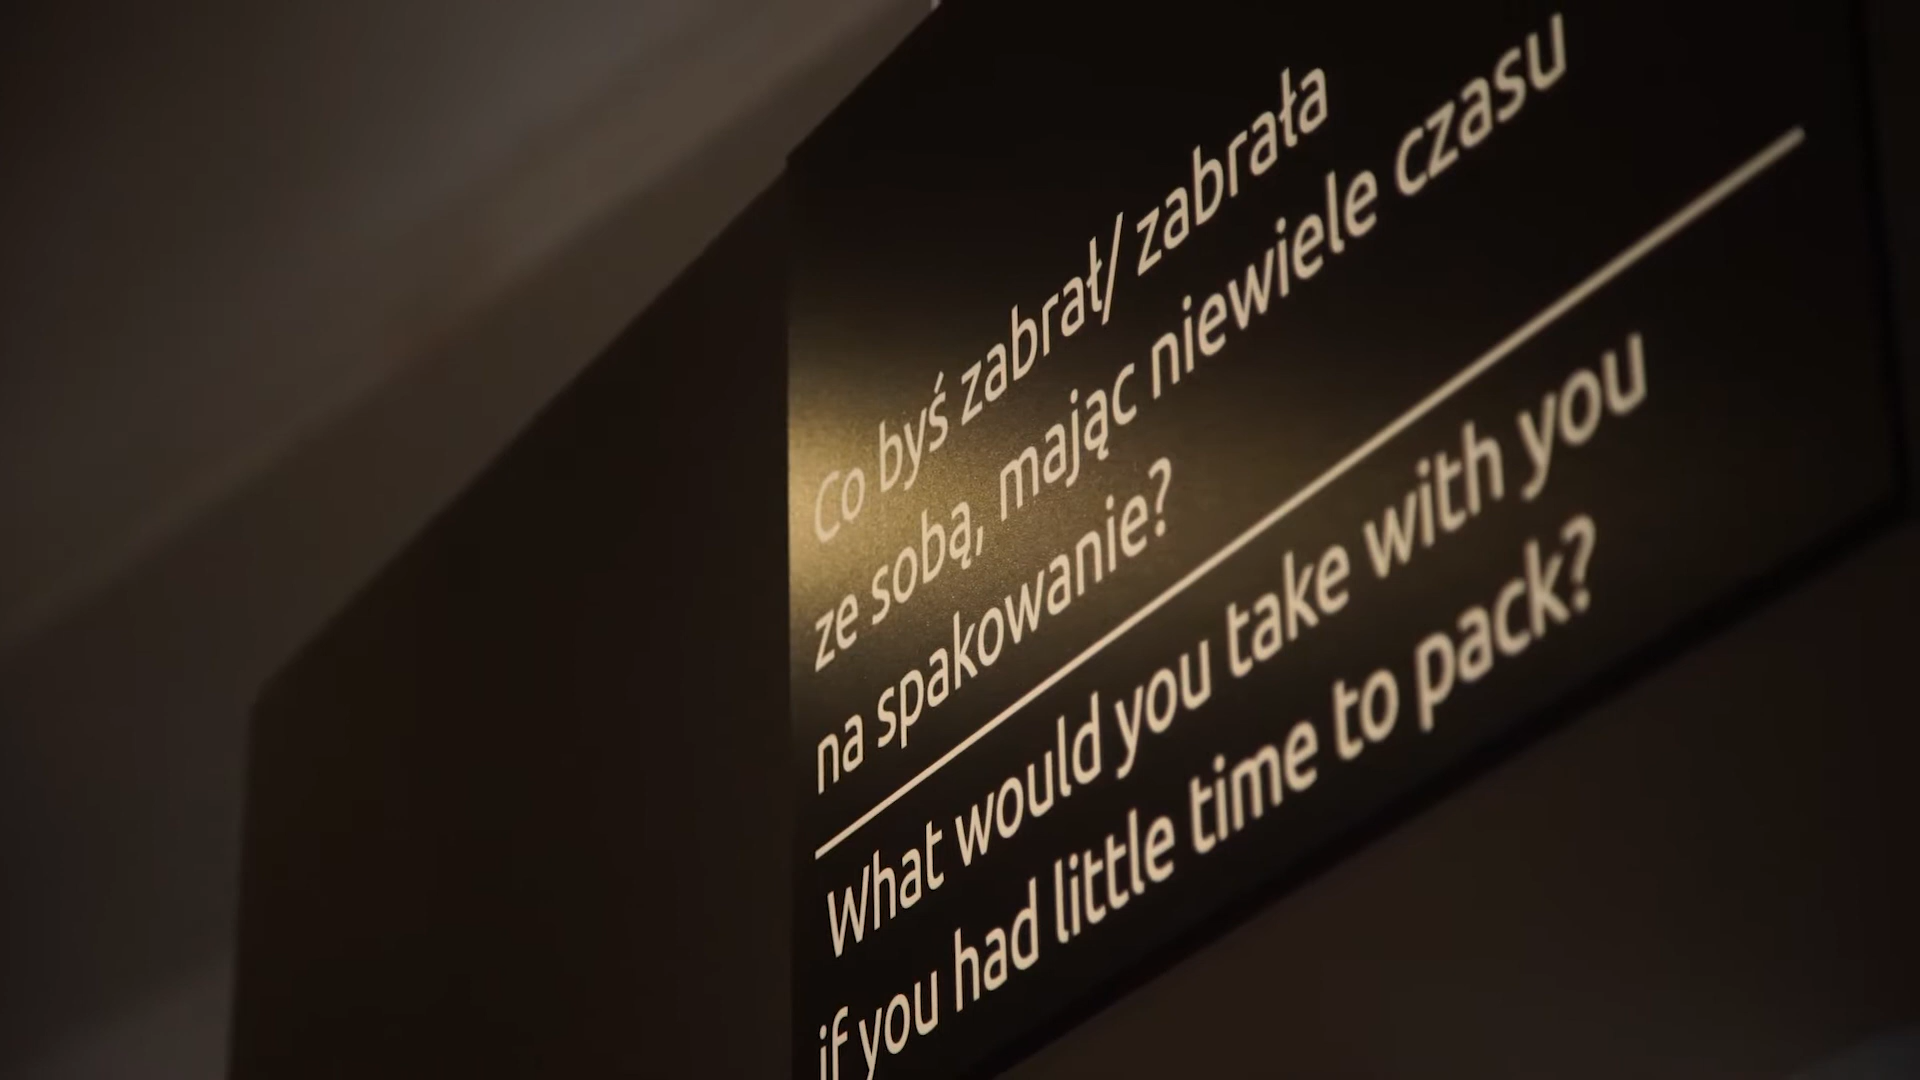 Co byś zabrał/ zabrała
ze sobą, mając niewiele czasu
na spakowanie?
What would you take with you
if you had little time to pack?